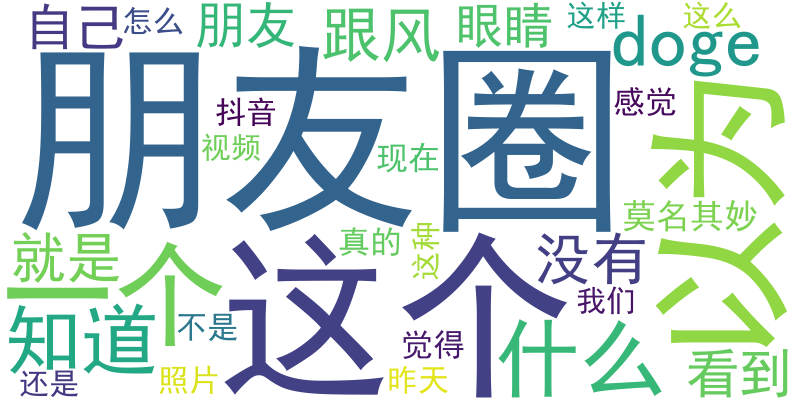 自己
怎么
朋友
跟风
眼睛
这样
这么
doge
朋友圈
抖音
视频
现在
感觉
以为
莫名其妙
就是
一个
这个
真的
这种
没有
我们
知道
不是
觉得
什么
看到
还是
照片
昨天